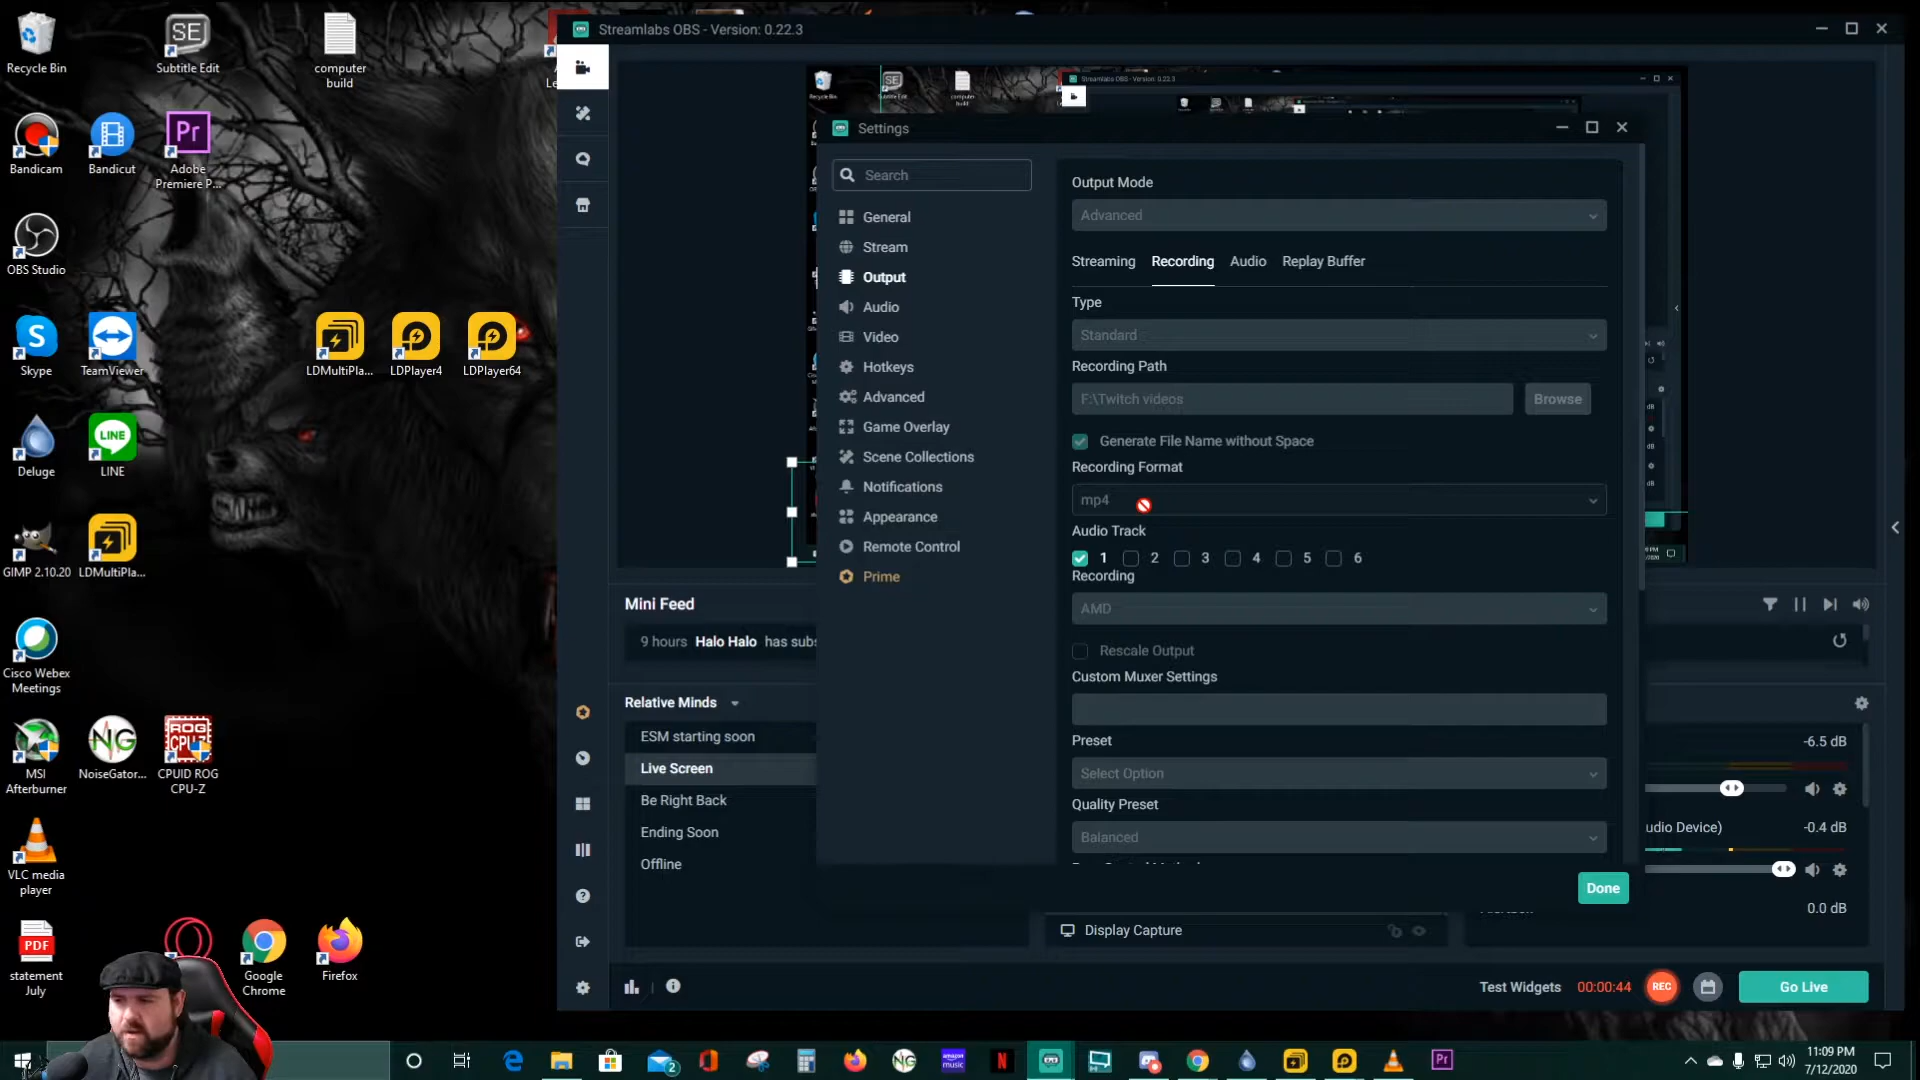 Recycle Bin
SE
Subtitle Edit
computer
build
Bandicam
Bandicut
Pr
Adobe
Premiere P...
OBS Studio
Skype
TeamViewer
LDMultiPla...
LDPlayer4
LDPlayer64
Deluge
LINE
LINE
GIMP 2.10.20
LDMultiPla...
Cisco Webex
Meetings
MSI
Afterburner
NG
NoiseGator...
ROG
CPU-Z
CPUID ROG
CPU-Z
VLC media
player
PDF
statement
July
Google
Chrome
Firefox
Streamlabs OBS - Version: 0.22.3
Settings
Search
General
Stream
Output
Audio
Video
Hotkeys
Advanced
Game Overlay
Scene Collections
Notifications
Appearance
Remote Control
Prime
Output Mode
Advanced
Streaming Recording Audio Replay Buffer
Type
Standard
Recording Path
F:\Twitch videos
Browse
Generate File Name without Space
Recording Format
mp4
Audio Track
1 2 3 4 5 6
Recording
AMD
Rescale Output
Custom Muxer Settings
Preset
Select Option
Quality Preset
Balanced
Done
Mini Feed
9 hours Halo Halo has subs
Relative Minds
ESM starting soon
Live Screen
Be Right Back
Ending Soon
Offline
Display Capture
-6.5 dB
udio Device) -0.4 dB
0.0 dB
Test Widgets 00:00:44 REC Go Live
11:09 PM
7/12/2020